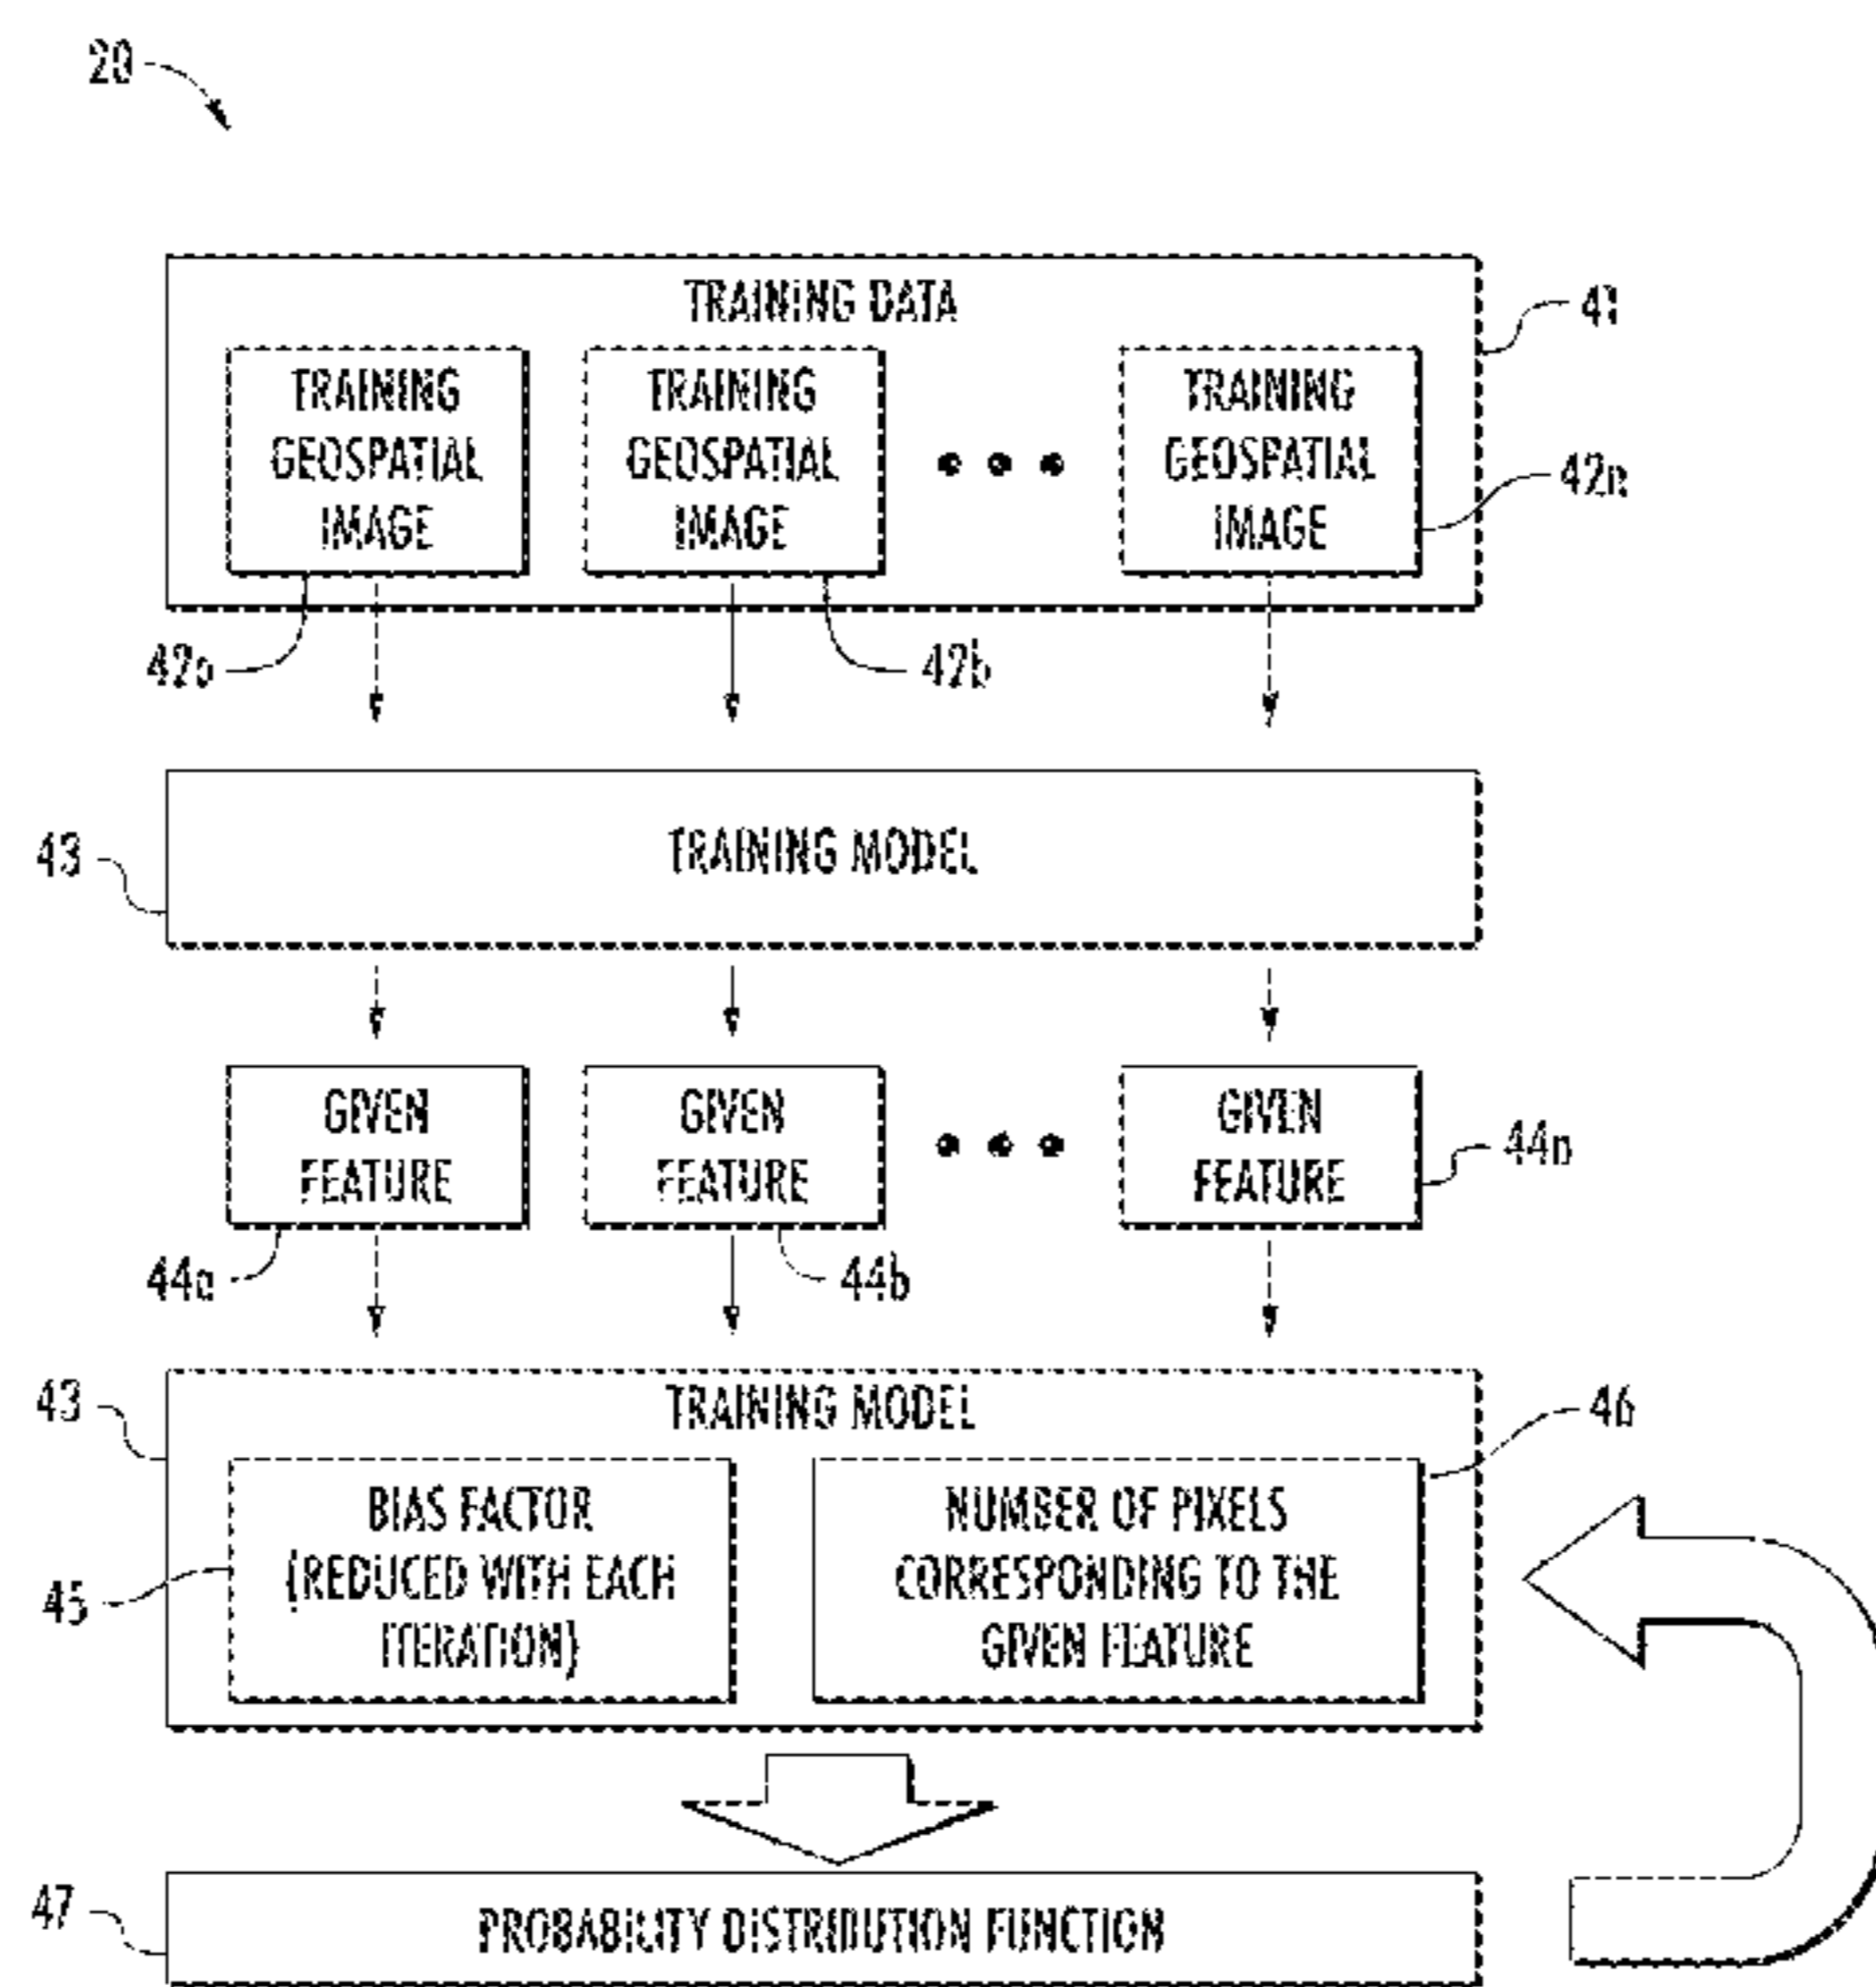 20
TRAINING DATA
41
TRAINING
GEOSPATIAL
IMAGE
TRAINING
GEOSPATIAL
IMAGE
TRAINING
GEOSPATIAL
IMAGE
42n
42a
42b
TRAINING MODEL
43
GIVEN
FEATURE
GIVEN
FEATURE
GIVEN
FEATURE
44n
44a
44b
43
TRAINING MODEL
46
BIAS FACTOR
(REDUCED WITH EACH
ITERATION)
45
NUMBER OF PIXELS
CORRESPONDING TO THE
GIVEN FEATURE
47
PROBABILITY DISTRIBUTION FUNCTION